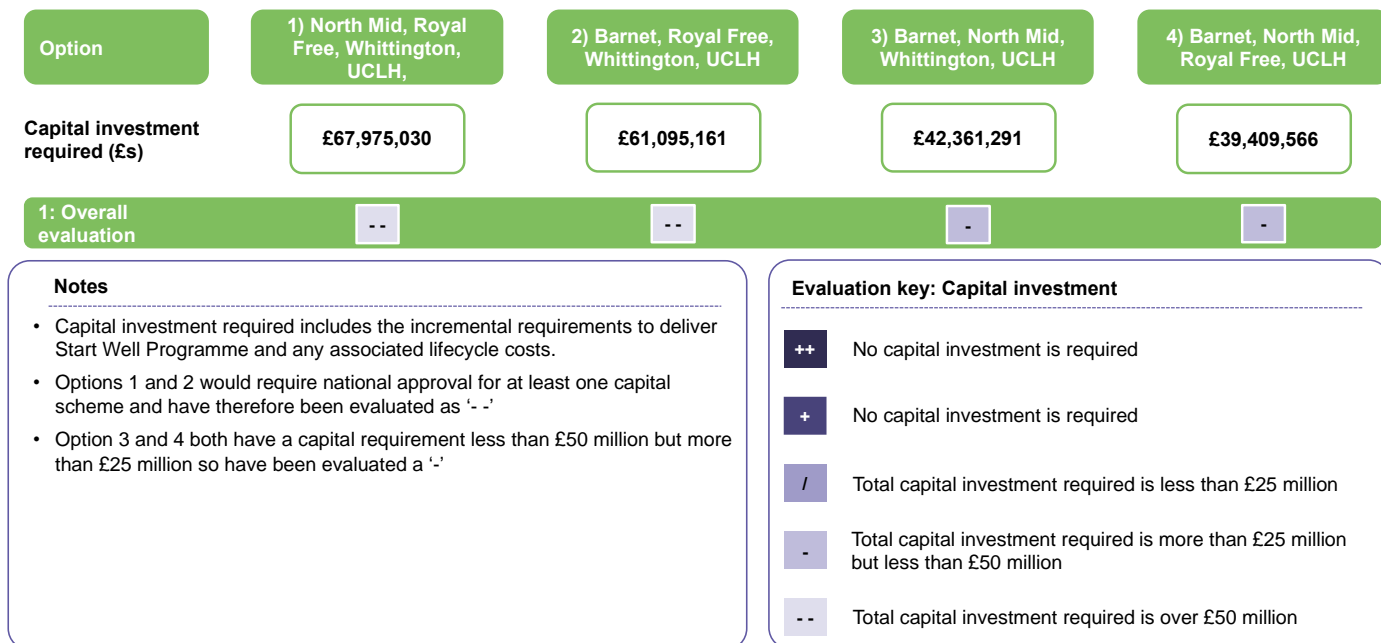 Option
1) North Mid, Royal
Free, Whittington,
UCLH,
2) Barnet, Royal Free,
Whittington, UCLH
3) Barnet, North Mid,
Whittington, UCLH
4) Barnet, North Mid,
Royal Free, UCLH
Capital investment
required (£s)
£67,975,030
£61,095,161
£42,361,291
£39,409,566
1: Overall
evaluation
- -
- -
-
-
Notes
• Capital investment required includes the incremental requirements to deliver
Start Well Programme and any associated lifecycle costs.
• Options 1 and 2 would require national approval for at least one capital
scheme and have therefore been evaluated as ‘- -’
• Option 3 and 4 both have a capital requirement less than £50 million but more
than £25 million so have been evaluated a ‘-’
Evaluation key: Capital investment
++ No capital investment is required
+ No capital investment is required
/ Total capital investment required is less than £25 million
- Total capital investment required is more than £25 million
but less than £50 million
- - Total capital investment required is over £50 million